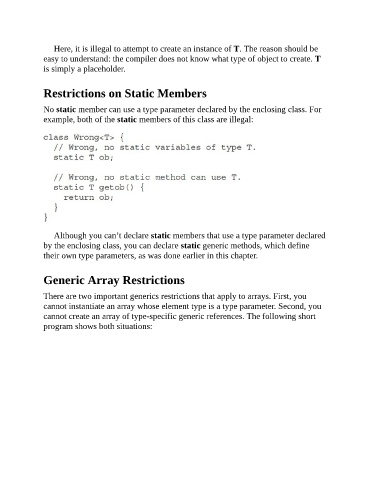 Here, it is illegal to attempt to create an instance of T. The reason should be
easy to understand: the compiler does not know what type of object to create. T
is simply a placeholder.
Restrictions on Static Members
No static member can use a type parameter declared by the enclosing class. For
example, both of the static members of this class are illegal:
class Wrong<T> {
  // Wrong, no static variables of type T.
  static T ob;

  // Wrong, no static method can use T.
  static T getob() {
    return ob;
  }
}
Although you can’t declare static members that use a type parameter declared
by the enclosing class, you can declare static generic methods, which define
their own type parameters, as was done earlier in this chapter.
Generic Array Restrictions
There are two important generics restrictions that apply to arrays. First, you
cannot instantiate an array whose element type is a type parameter. Second, you
cannot create an array of type-specific generic references. The following short
program shows both situations: